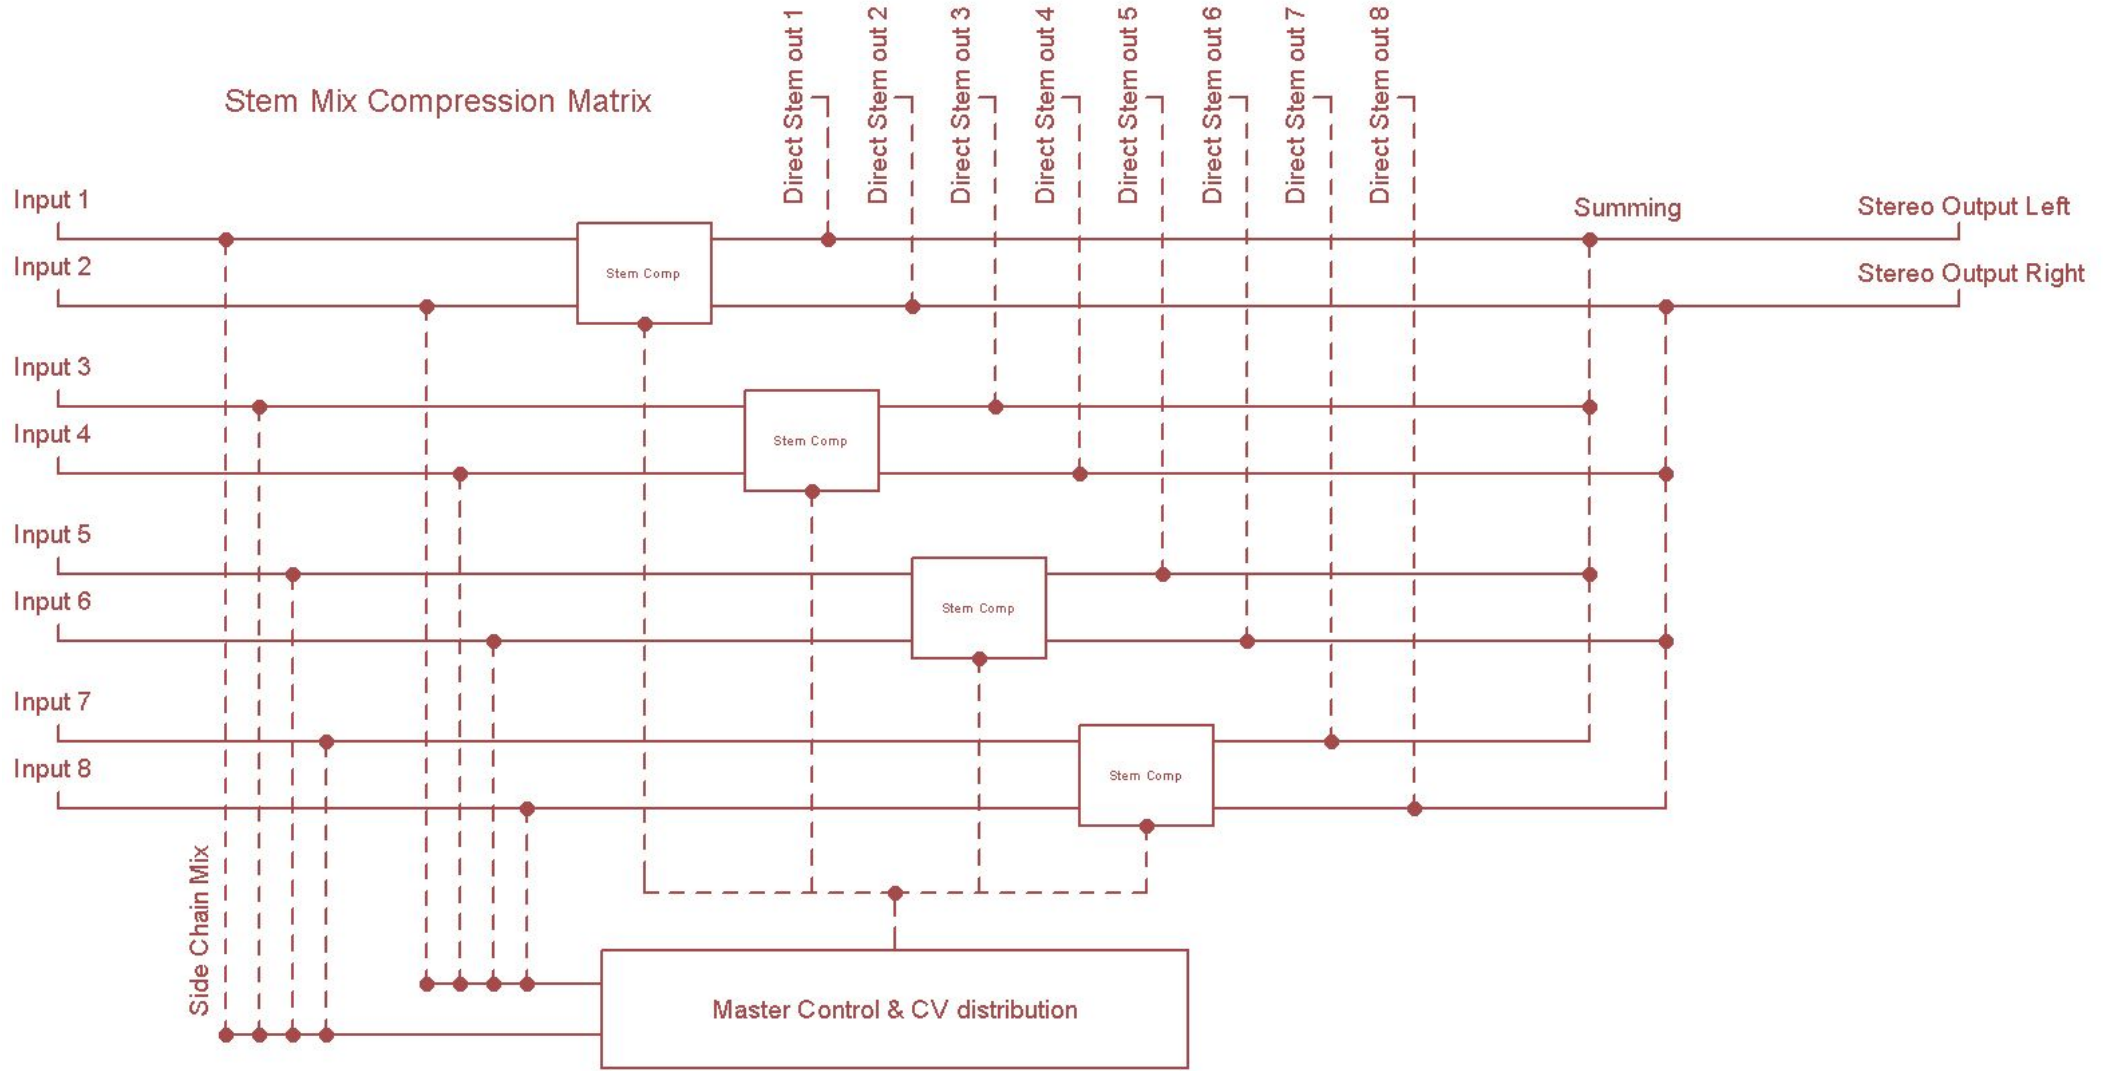 Direct Stem out 1
Direct Stem out 2
Direct Stem out 3
Direct Stem out 4
Direct Stem out 5
Direct Stem out 6
Direct Stem out 7
Direct Stem out 8
Stem Mix Compression Matrix
Input 1
Summing
Stereo Output Left
Input 2
Stem Comp
Stereo Output Right
Input 3
Input 4
Stem Comp
Input 5
Input 6
Stem Comp
Input 7
Input 8
Stem Comp
Side Chain Mix
Master Control & CV distribution